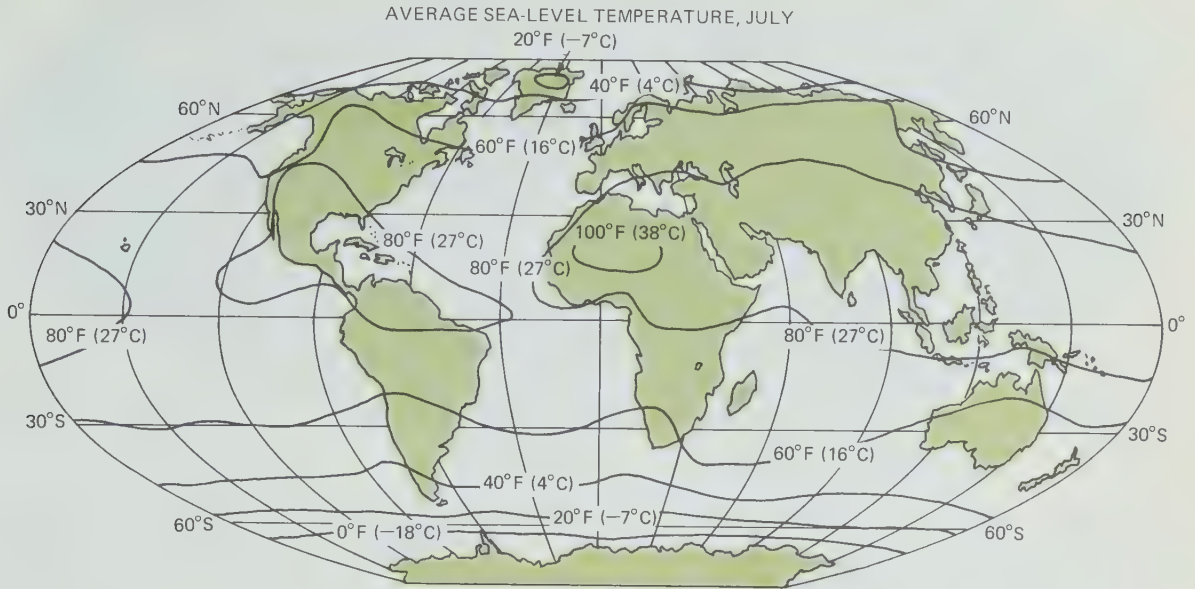 AVERAGE SEA-LEVEL TEMPERATURE, JULY
20°F (−7°C)
40°F (4°C)
60°N
60°N
60°F (16°C)
30°N
30°N
80°F (27°C)
100°F (38°C)
80°F (27°C)
0°
0°
80°F (27°C)
80°F (27°C)
30°S
30°S
60°F (16°C)
40°F (4°C)
20°F (−7°C)
60°S
60°S
0°F (−18°C)